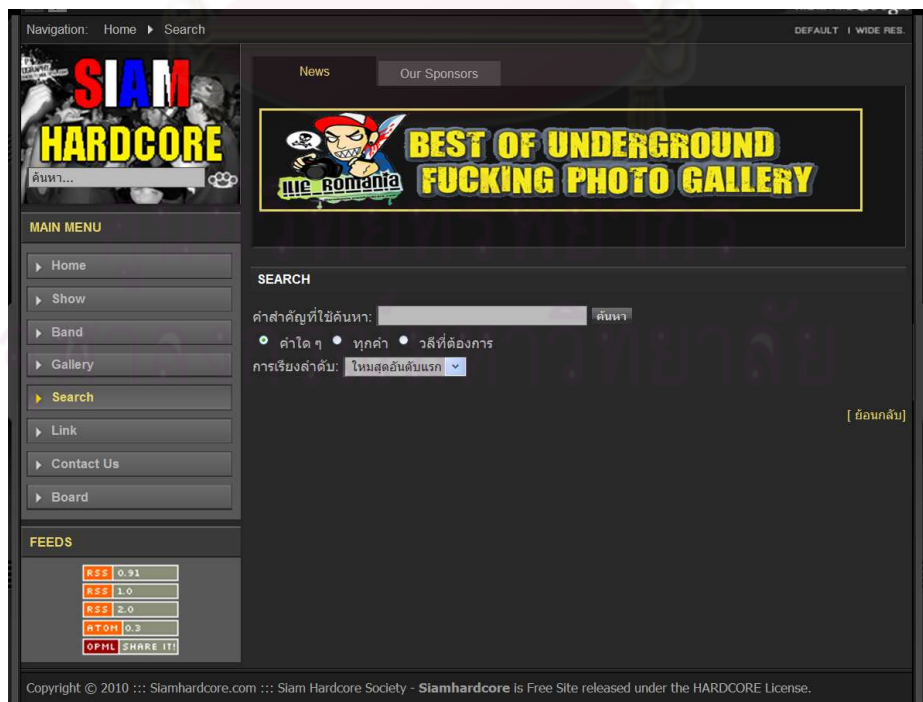 Navigation: Home Search
DEFAULT | WIDE RES.
SIAM
HARDCORE
ค้นหา...
News
Our Sponsors
BEST OF UNDERGROUND
FUCKING PHOTO GALLERY
MAIN MENU
Home
Show
Band
Gallery
Search
Link
Contact Us
Board
SEARCH
คำสำคัญที่ใช้ค้นหา:
ค้นหา
คำใด ๆ ทุกคำ วลีที่ต้องการ
การเรียงลำดับ: ใหมสุดอันดับแรก
[ ย้อนกลับ]
FEEDS
RSS 0.91
RSS 1.0
RSS 2.0
ATOM 0.3
OPML SHARE IT!
Copyright © 2010 ::: Siamhardcore.com ::: Siam Hardcore Society - Siamhardcore is Free Site released under the HARDCORE License.